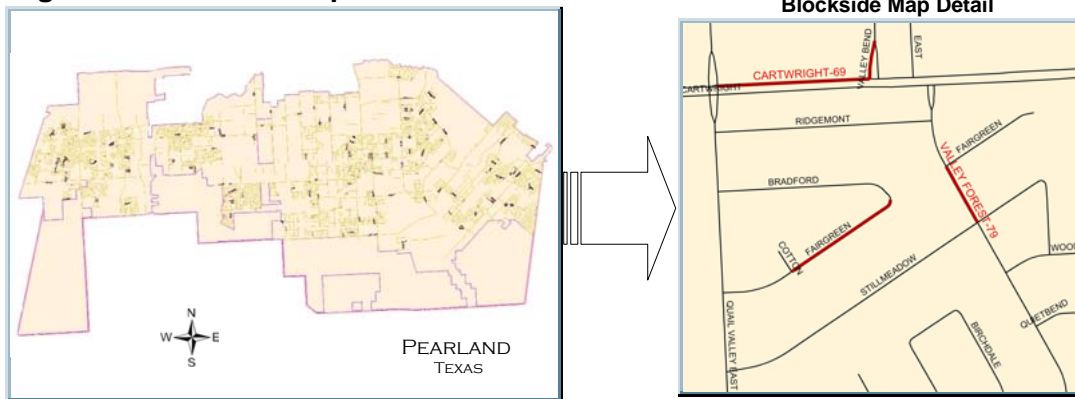 Blockside Map Detail
N
W E
S
PEARLAND
TEXAS
CARTWRIGHT-69
VALLEY BEND
EAST
CARTWRIGHT
RIDGEMONT
FAIRGREEN
VALLEY FOREST-79
BRADFORD
COTTON
FAIRGREEN
STILLMEADOW
QUAIL VALLEY EAST
BIRCHDALE
QUIETBEND